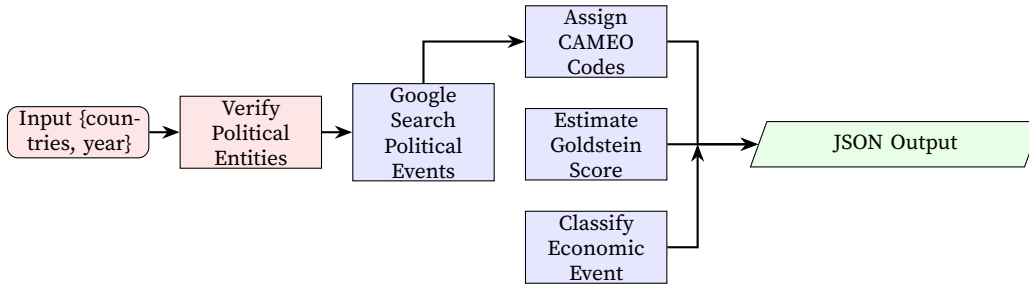 Input {coun-
tries, year}
Verify
Political
Entities
Google
Search
Political
Events
Assign
CAMEO
Codes
Estimate
Goldstein
Score
Classify
Economic
Event
JSON Output